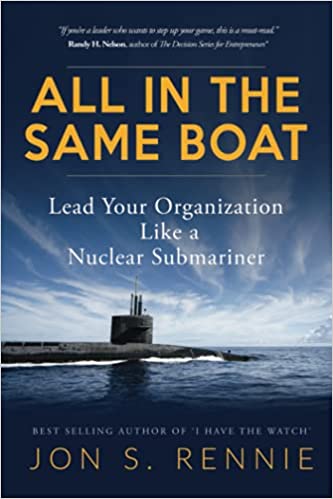 "If you're a leader who wants to step up your game, this is a must-read."
Randy H. Nelson, author of The Decision Series for Entrepreneurs"
ALL IN THE
SAME BOAT
Lead Your Organization
Like a
Nuclear Submariner
BEST SELLING AUTHOR OF 'I HAVE THE WATCH'
JON S. RENNIE